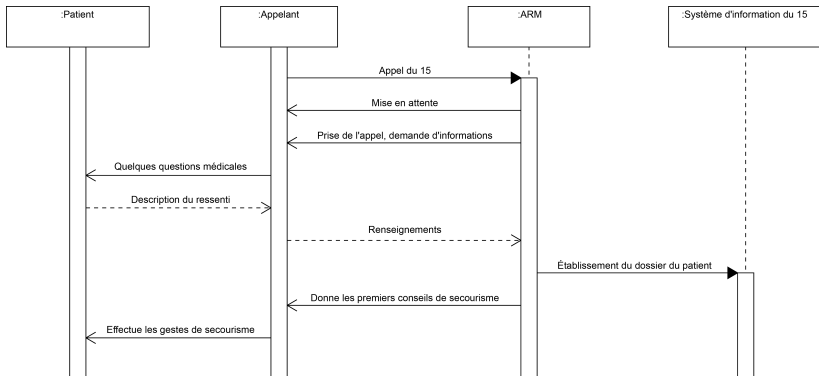 :Patient
:Appelant
:ARM
:Système d'information du 15
Appel du 15
Mise en attente
Prise de l'appel, demande d'informations
Quelques questions médicales
Description du ressenti
Renseignements
Établissement du dossier du patient
Donne les premiers conseils de secourisme
Effectue les gestes de secourisme